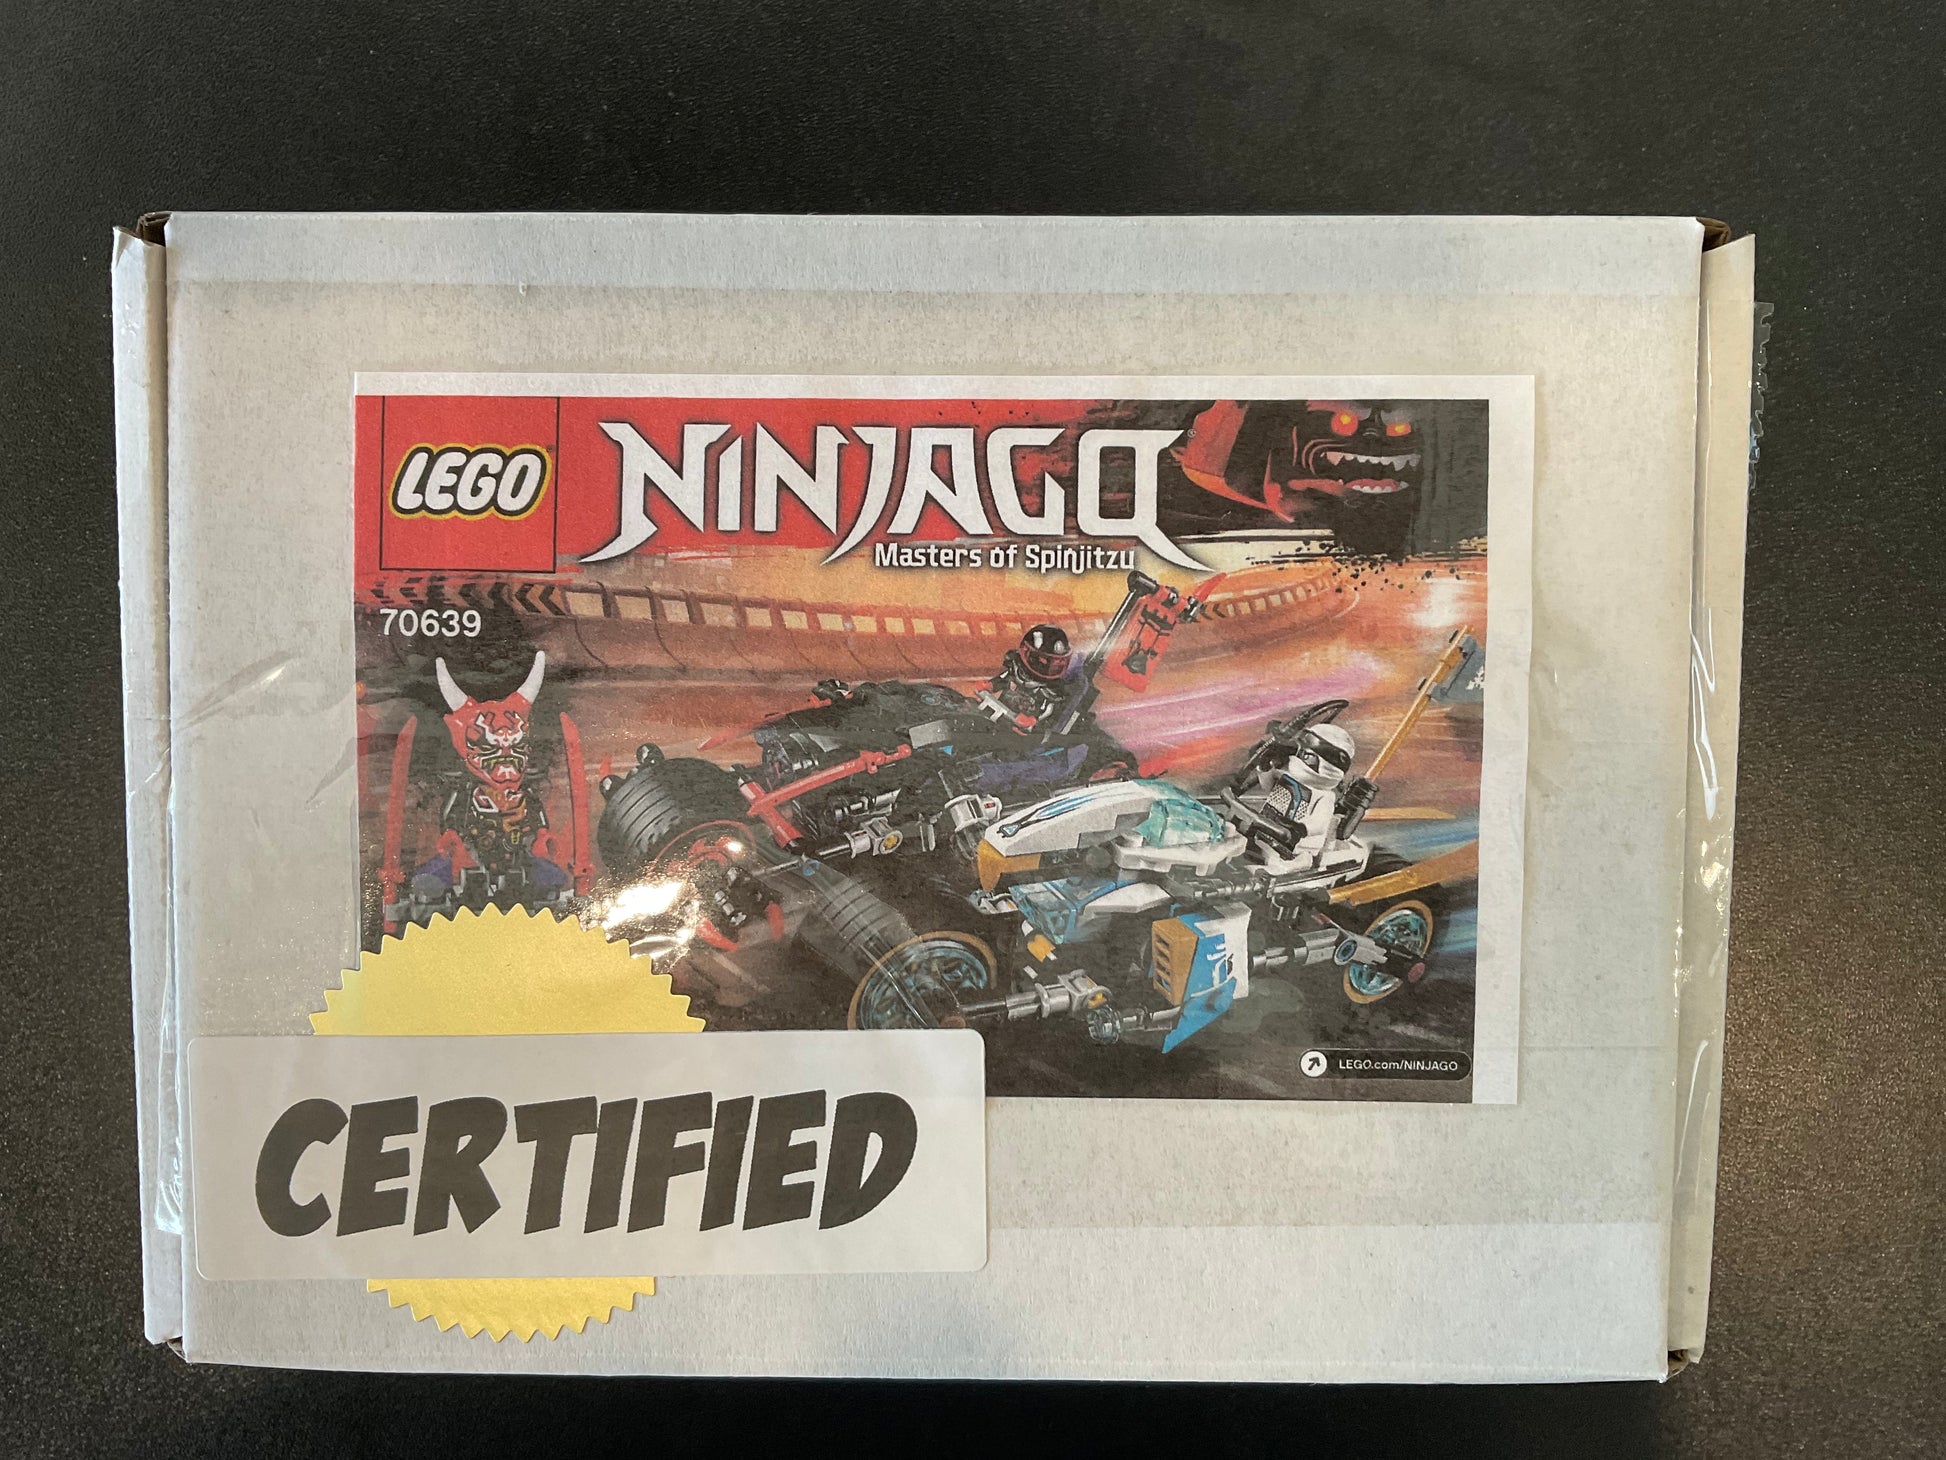 LEGO
NINJAGO
Masters of Spinjitzu
70639
LEGO.com/NINJAGO
CERTIFIED